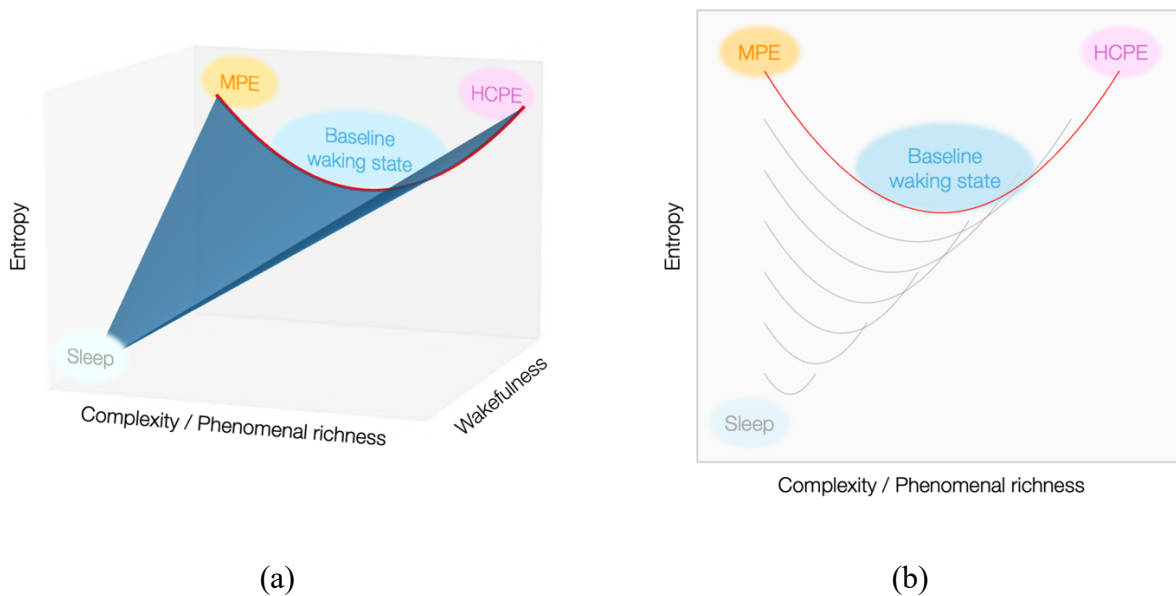 MPE
HCPE
Baseline
waking state
Entropy
Sleep
Complexity / Phenomenal richness
Wakefulness
(a)
MPE
HCPE
Baseline
waking state
Entropy
Sleep
Complexity / Phenomenal richness
(b)